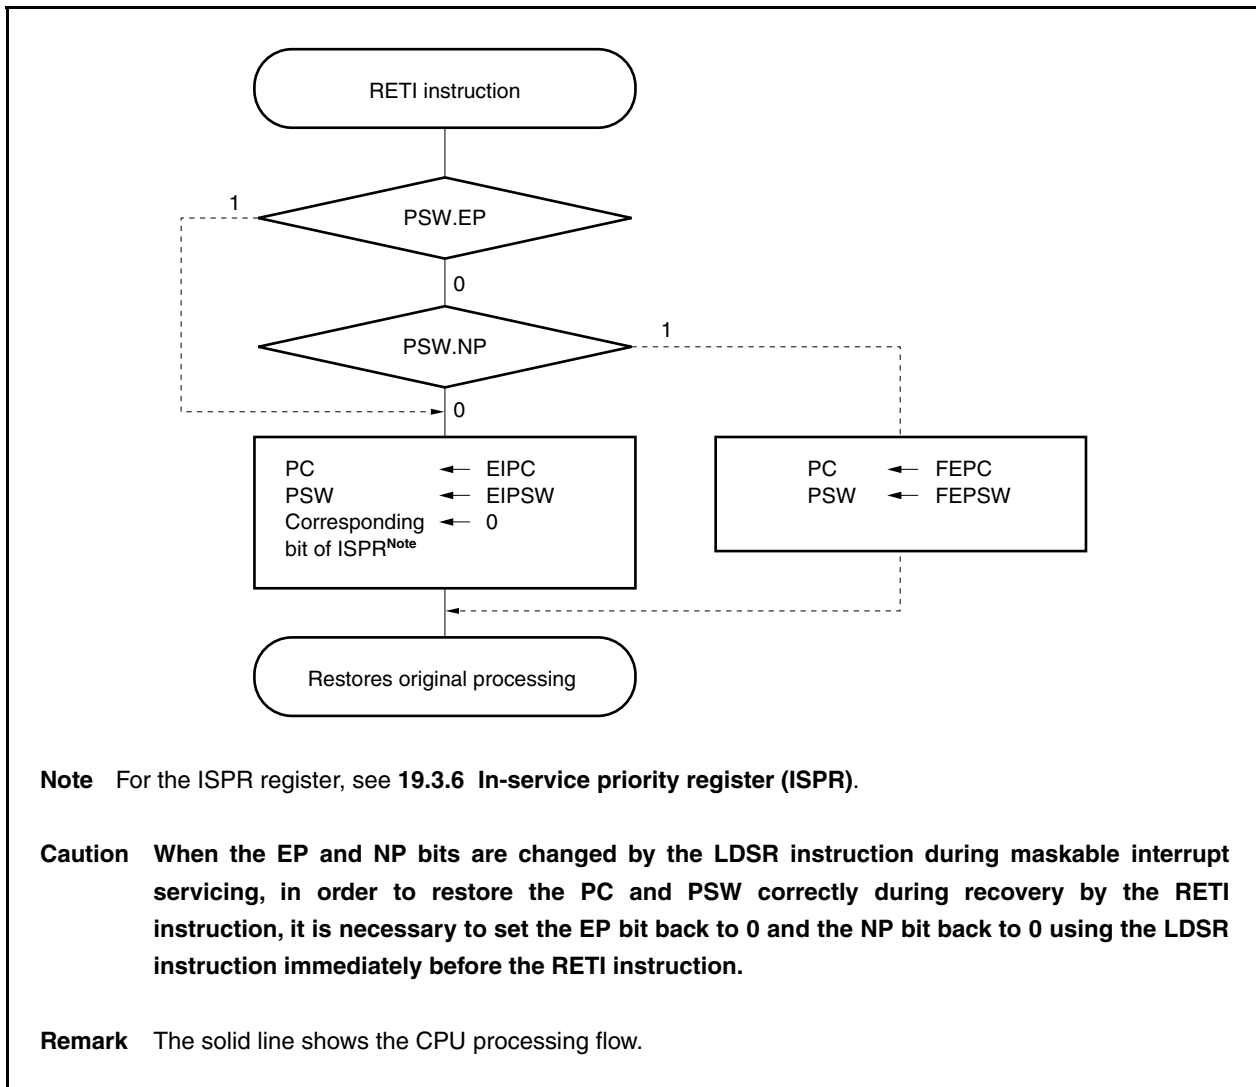 RETI instruction
1
PSW.EP
0
1
PSW.NP
0
PC ← EIPC
PSW ← EIPSW
Corresponding ← 0
bit of ISPRNote
PC ← FEPC
PSW ← FEPSW
Restores original processing
Note For the ISPR register, see 19.3.6 In-service priority register (ISPR).
Caution When the EP and NP bits are changed by the LDSR instruction during maskable interrupt
servicing, in order to restore the PC and PSW correctly during recovery by the RETI
instruction, it is necessary to set the EP bit back to 0 and the NP bit back to 0 using the LDSR
instruction immediately before the RETI instruction.
Remark The solid line shows the CPU processing flow.